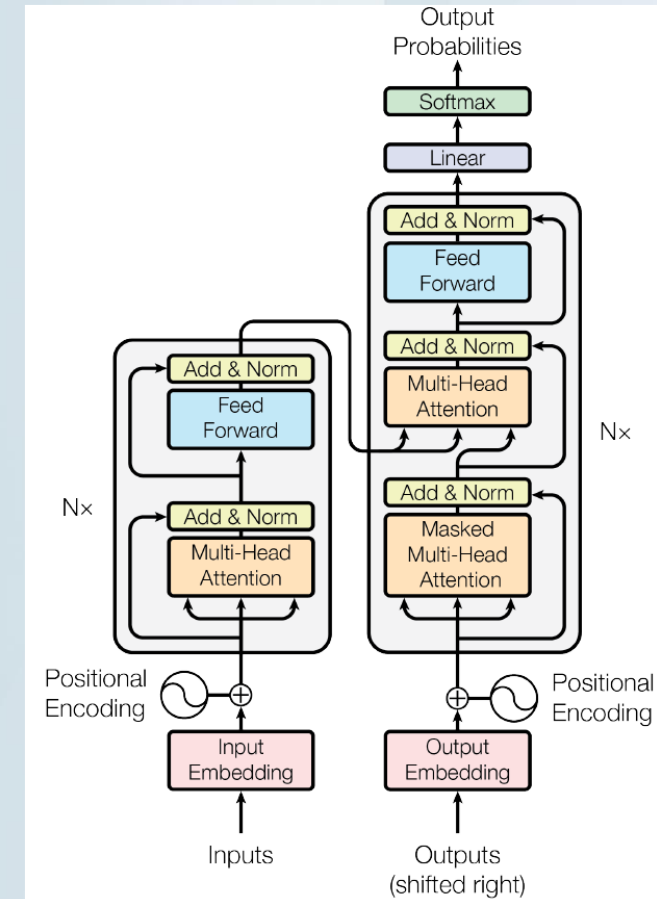 Output
Probabilities
Softmax
Linear
Add & Norm
Feed
Forward
Add & Norm
Multi-Head
Attention
Add & Norm
Masked
Multi-Head
Attention
N×
Add & Norm
Feed
Forward
Add & Norm
Multi-Head
Attention
N×
Positional
Encoding
Positional
Encoding
Input
Embedding
Output
Embedding
Inputs
Outputs
(shifted right)